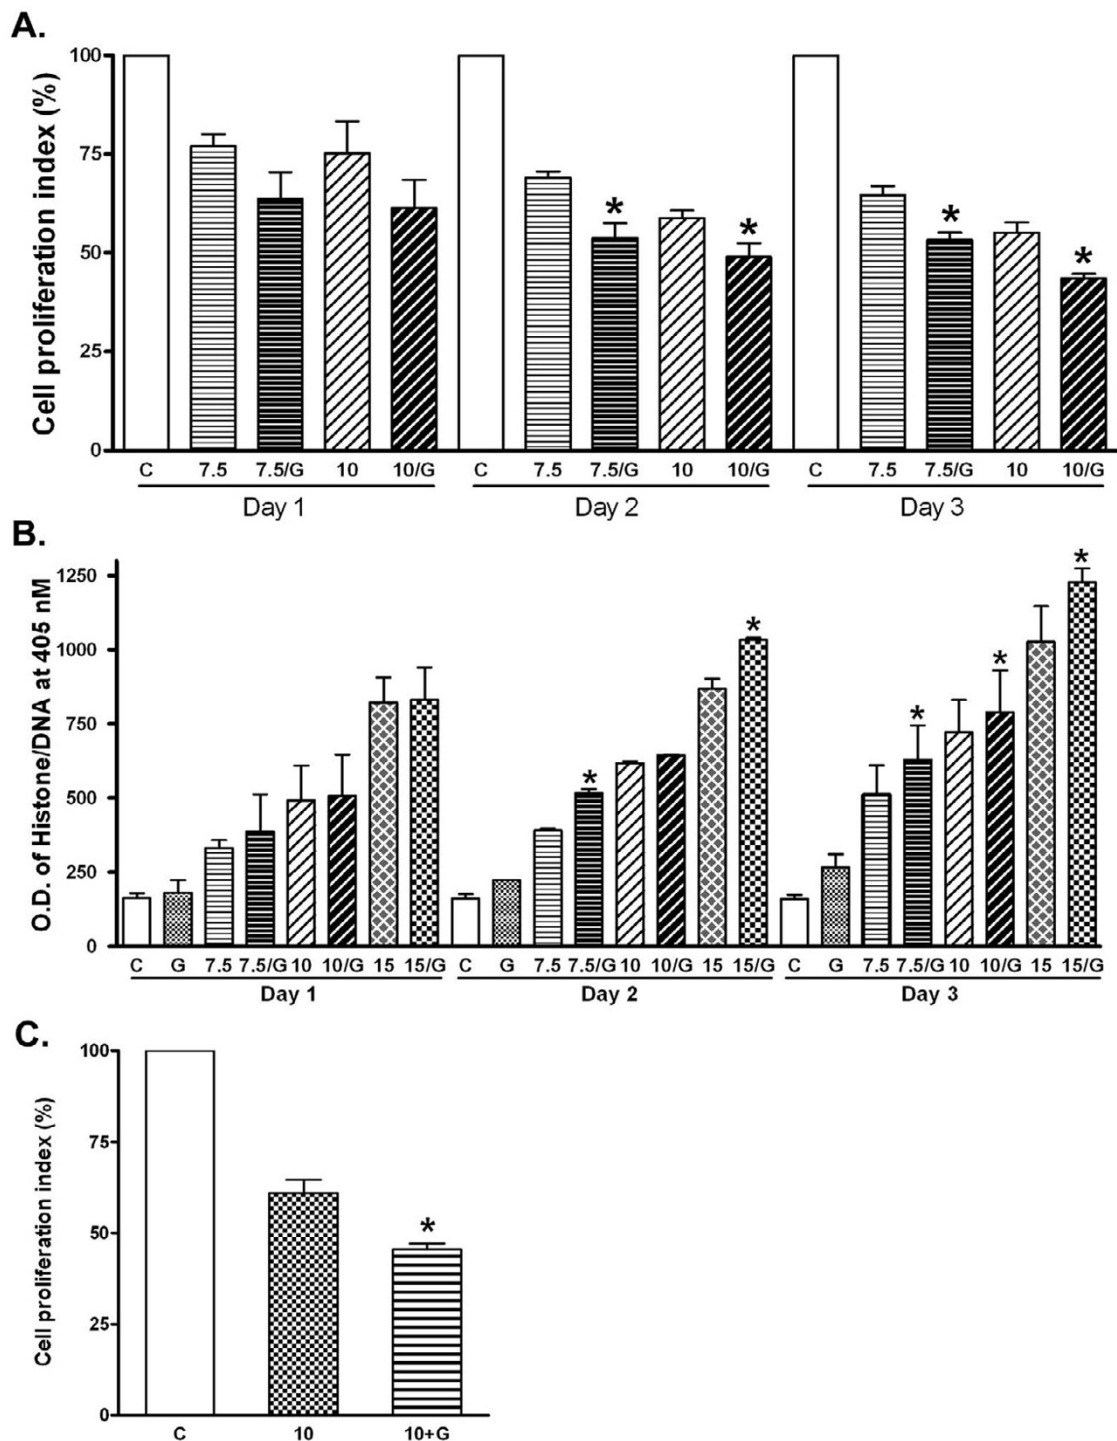 A.
Cell proliferation index (%)
100
75
50
25
0
*
*
*
*
C 7.5 7.5/G 10 10/G C 7.5 7.5/G 10 10/G C 7.5 7.5/G 10 10/G
Day 1 Day 2 Day 3
B.
O.D. of Histone/DNA at 405 nM
1250
1000
750
500
250
0
*
*
*
*
*
C G 7.5 7.5/G 10 10/G 15 15/G C G 7.5 7.5/G 10 10/G 15 15/G C G 7.5 7.5/G 10 10/G 15 15/G
Day 1 Day 2 Day 3
C.
Cell proliferation index (%)
100
75
50
25
0
*
C 10 10+G